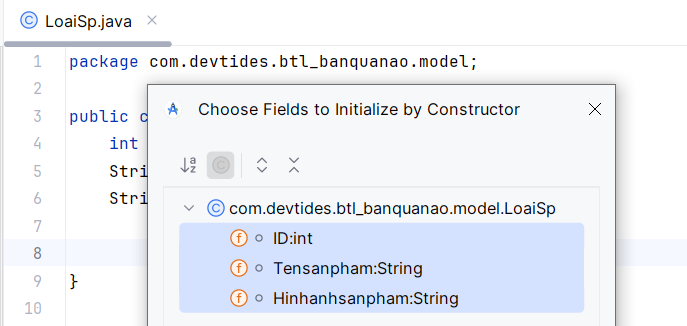 LoaiSp.java
1 package com.devtides.btl_banquanao.model;
2
3 public c
4 int
5 Stri
6 Stri
7
8
9 }
10
Choose Fields to Initialize by Constructor
com.devtides.btl_banquanao.model.LoaiSp
ID:int
Tensanpham:String
Hinhanhsanpham:String